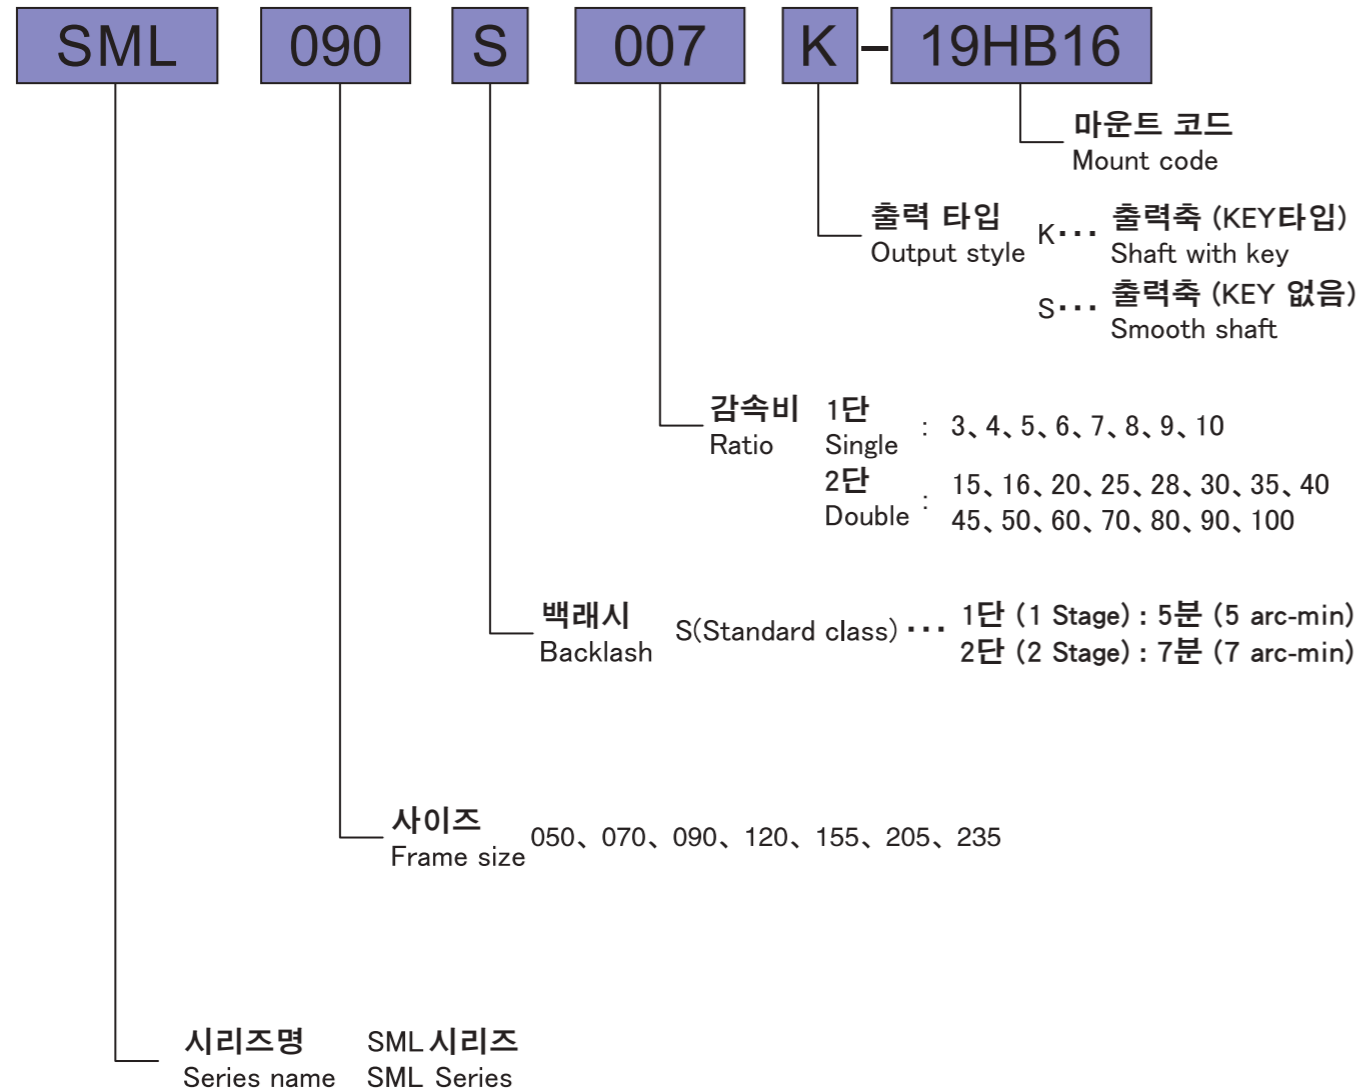 SML 090 S 007 K-19HB16
마운트 코드
Mount code
출력 타입 K··· 출력축 (KEY타입)
Output style Shaft with key
S··· 출력축 (KEY 없음)
Smooth shaft
감속비 1단 : 3、4、5、6、7、8、9、10
Ratio Single
2단 : 15、16、20、25、28、30、35、40
Double 45、50、60、70、80、90、100
백래시 S(Standard class)··· 1단 (1 Stage) : 5분 (5 arc-min)
Backlash 2단 (2 Stage) : 7분 (7 arc-min)
사이즈 050、070、090、120、155、205、235
Frame size
시리즈명 SML 시리즈
Series name SML Series